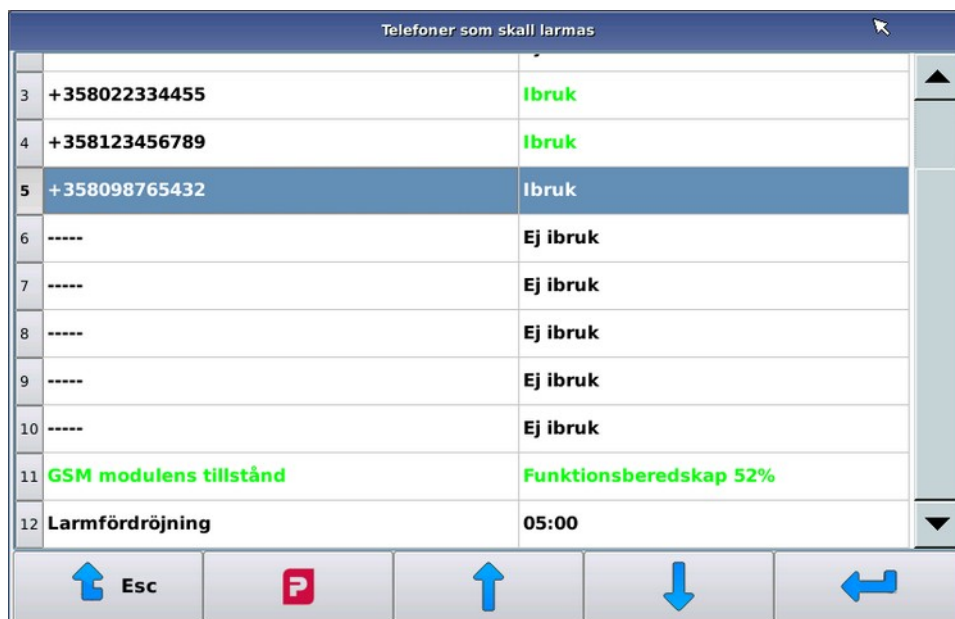 Telefoner som skall larmas
3 +358022334455 Ibruk
4 +358123456789 Ibruk
5 +358098765432 Ibruk
6 ----- Ej ibruk
7 ----- Ej ibruk
8 ----- Ej ibruk
9 ----- Ej ibruk
10 ----- Ej ibruk
11 GSM modulens tillstånd Funktionsberedskap 52%
12 Larmfördröjning 05:00
Esc P